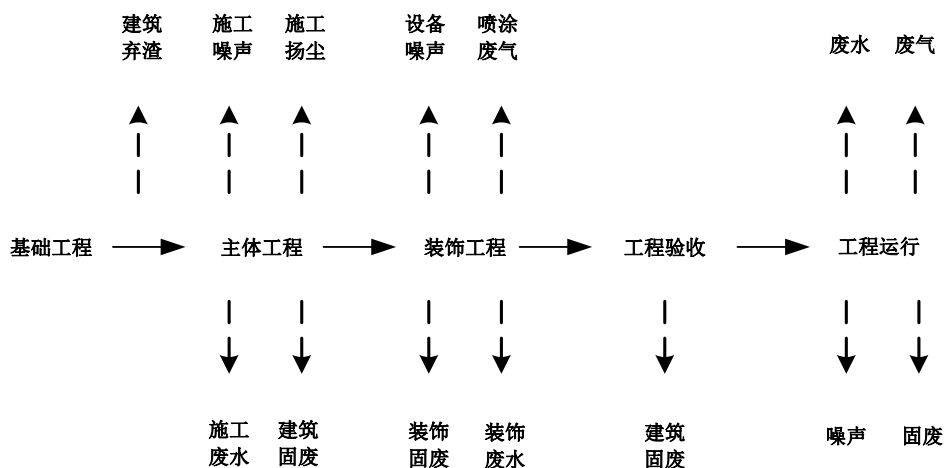 建筑
弃渣
施工
噪声
施工
扬尘
设备
噪声
喷涂
废气
废水
废气
基础工程
主体工程
装饰工程
工程验收
工程运行
施工
废水
建筑
固废
装饰
固废
装饰
废水
建筑
固废
噪声
固废